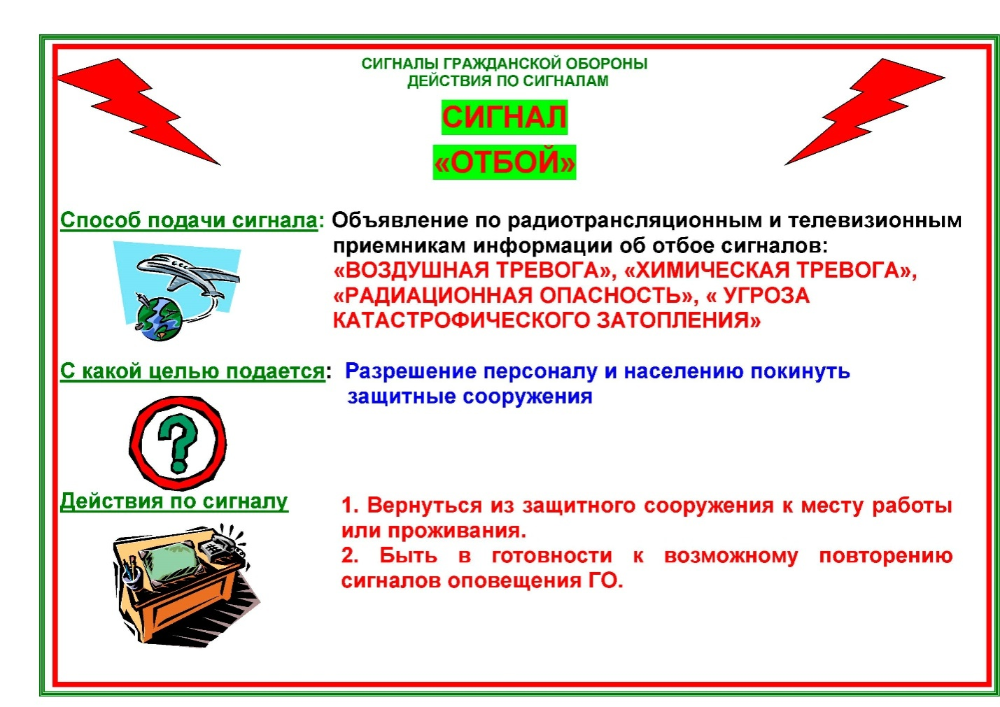 СИГНАЛЫ ГРАЖДАНСКОЙ ОБОРОНЫ
ДЕЙСТВИЯ ПО СИГНАЛАМ
СИГНАЛ
«ОТБОЙ»
Способ подачи сигнала: Объявление по радиотрансляционным и телевизионным
приемникам информации об отбое сигналов:
«ВОЗДУШНАЯ ТРЕВОГА», «ХИМИЧЕСКАЯ ТРЕВОГА»,
«РАДИАЦИОННАЯ ОПАСНОСТЬ», « УГРОЗА
КАТАСТРОФИЧЕСКОГО ЗАТОПЛЕНИЯ»
С какой целью подается: Разрешение персоналу и населению покинуть
защитные сооружения
Действия по сигналу
1. Вернуться из защитного сооружения к месту работы
или проживания.
2. Быть в готовности к возможному повторению
сигналов оповещения ГО.